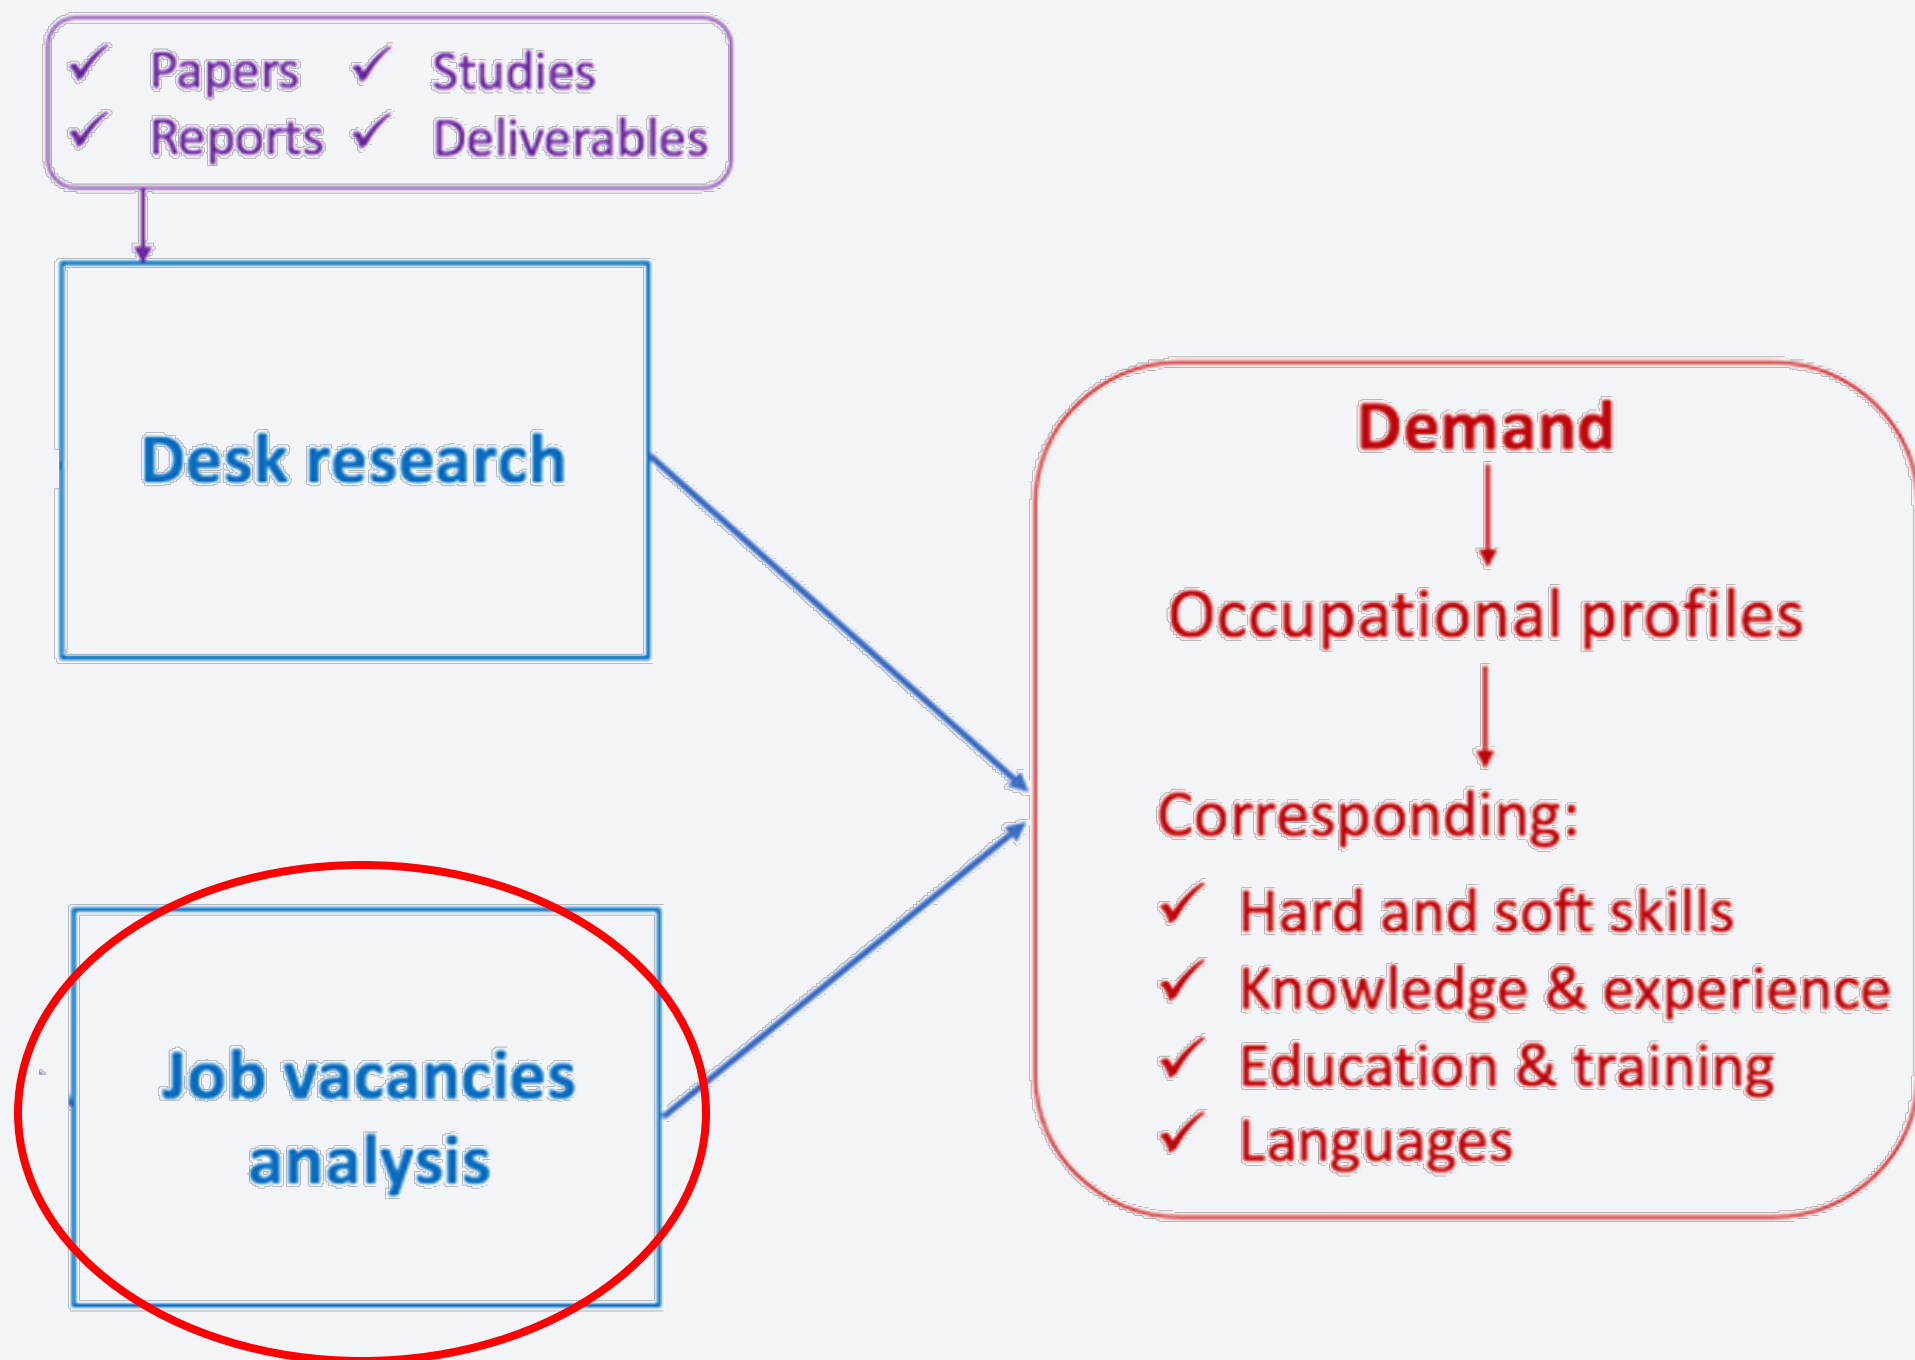 ✓ Papers ✓ Studies
✓ Reports ✓ Deliverables
Desk research
Job vacancies
analysis
Demand
Occupational profiles
Corresponding:
✓ Hard and soft skills
✓ Knowledge & experience
✓ Education & training
✓ Languages